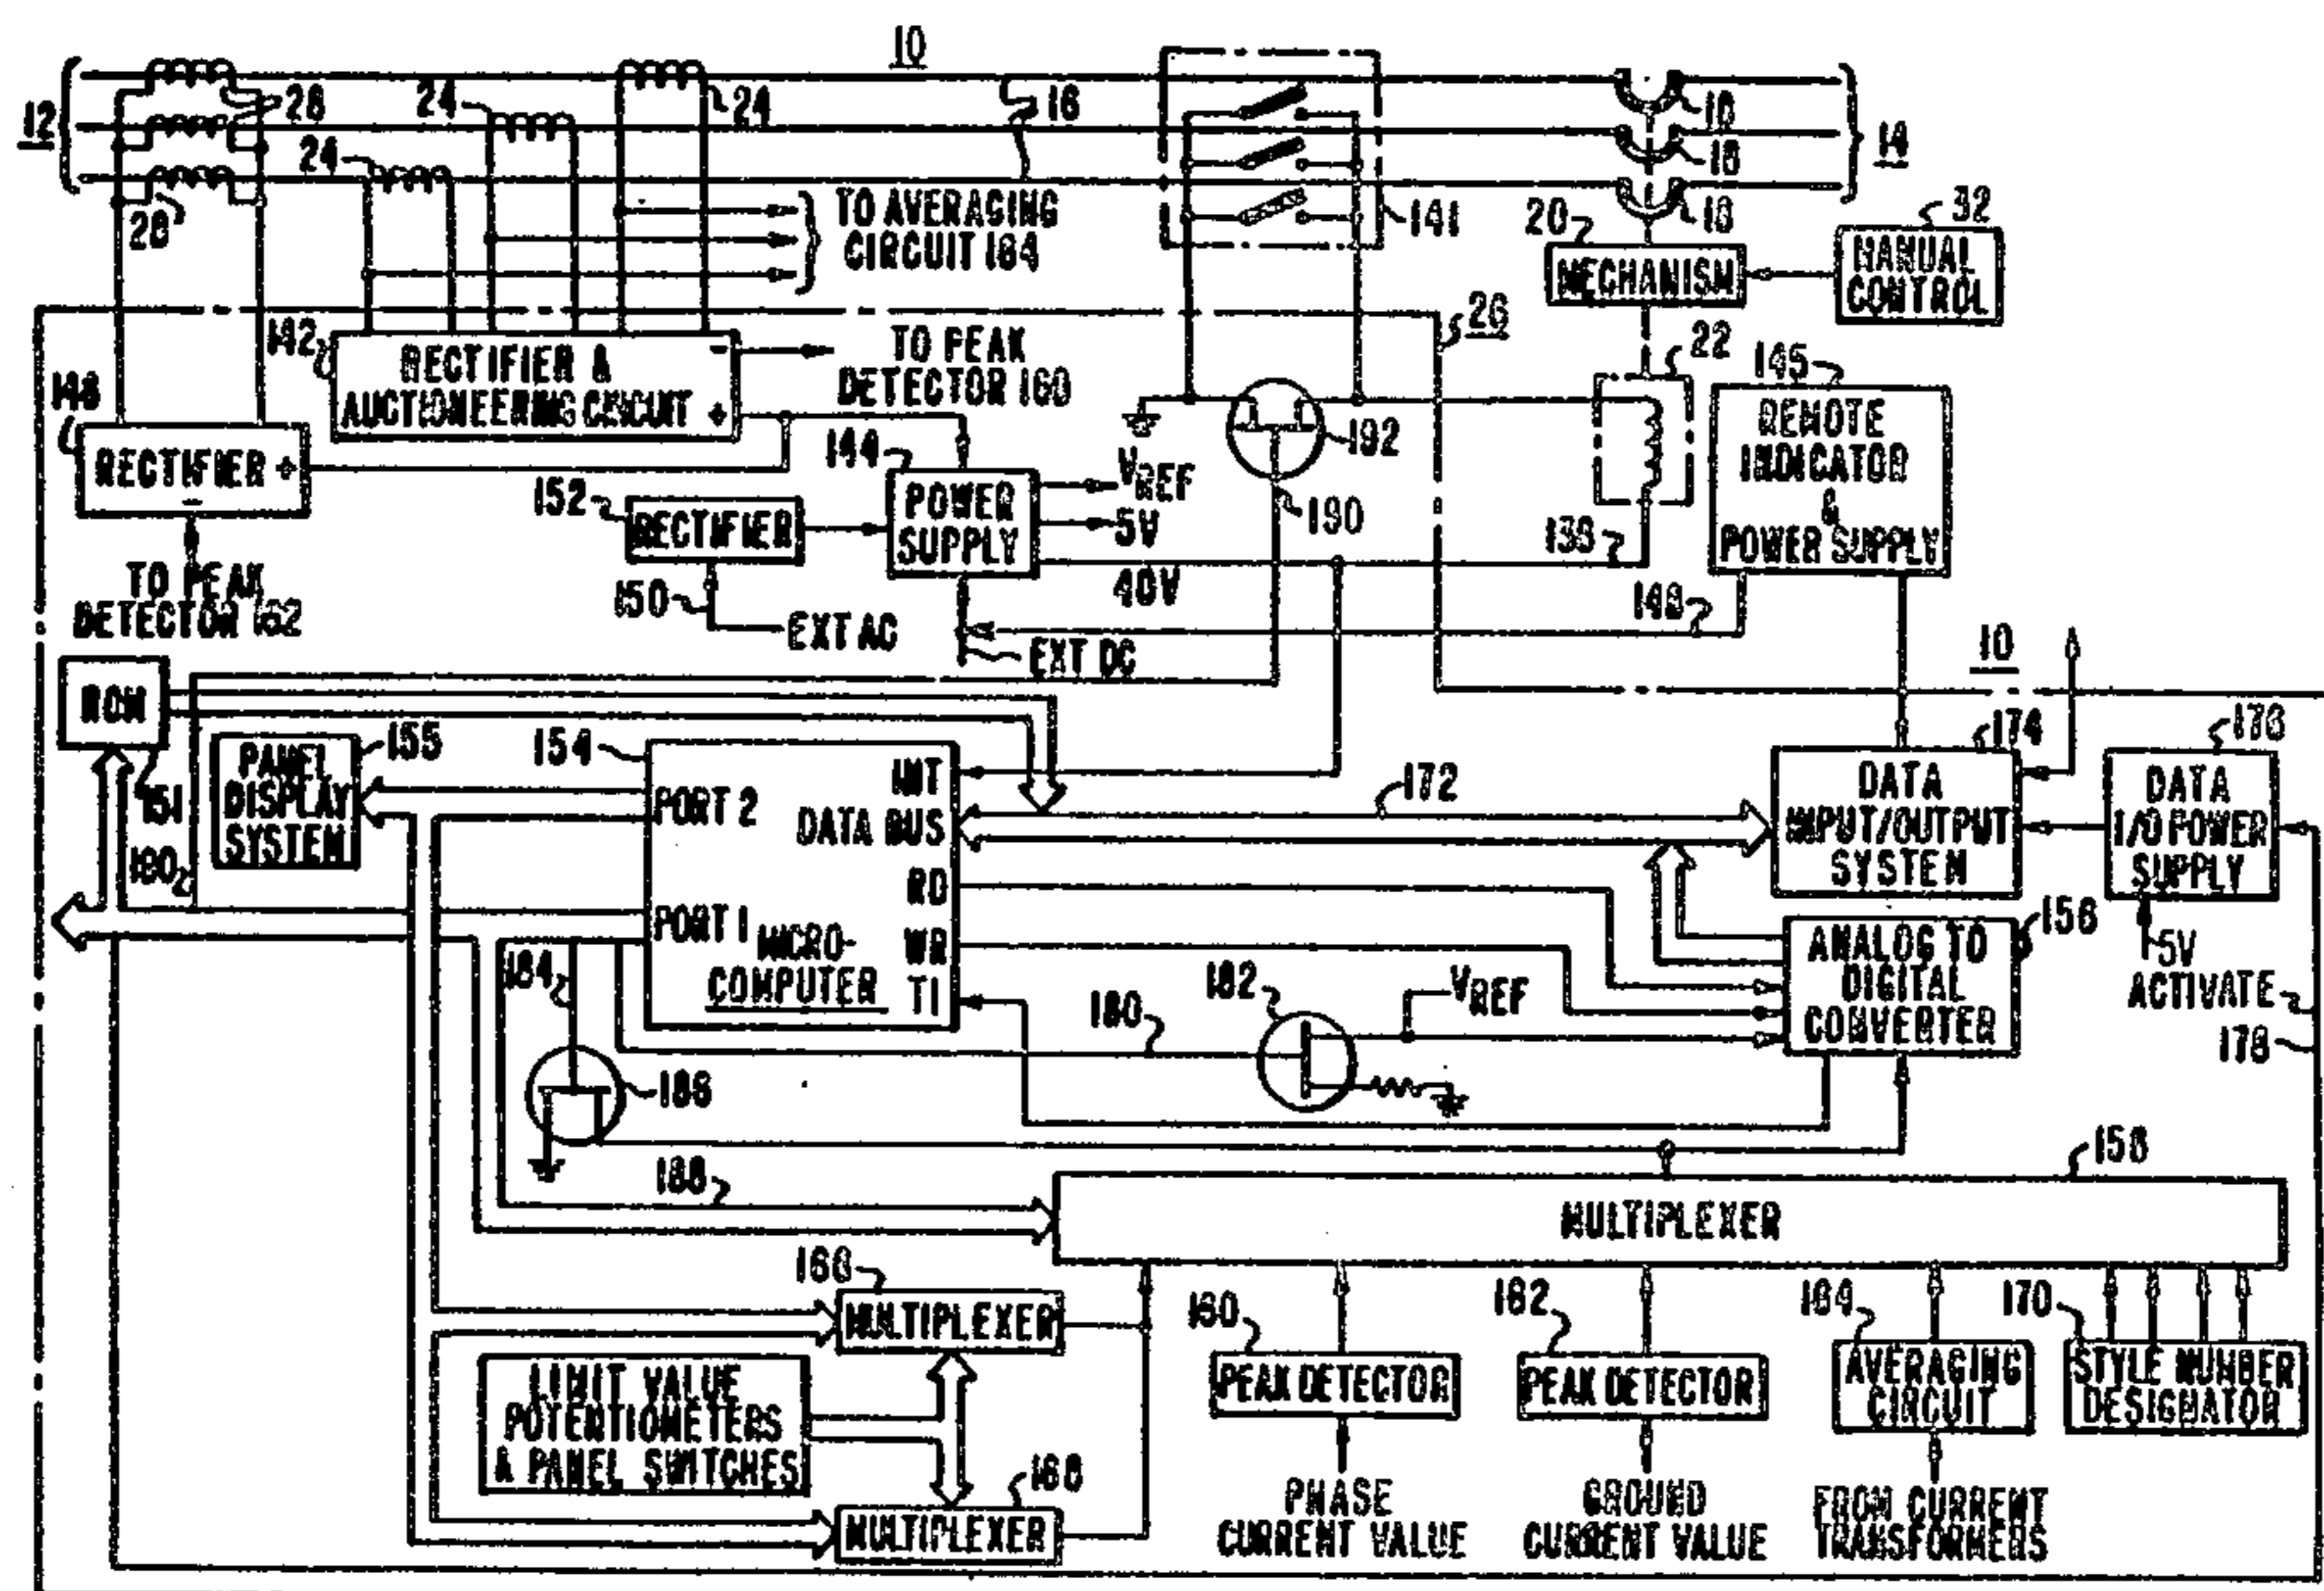 10
12
28
24
24
16
18
18
14
24
18
28
TO AVERAGING
CIRCUIT 164
141
20
32
MECHANISM
MANUAL
CONTROL
142
RECTIFIER &
AUCTIONEERING CIRCUIT
-
+
TO PEAK
DETECTOR 160
26
22
145
148
RECTIFIER +
-
144
VREF
192
REMOTE
INDICATOR
&
POWER SUPPLY
152
RECTIFIER
POWER
SUPPLY
5V
190
TO PEAK
DETECTOR 162
150
40V
EXT AC
EXT DC
10
ROM
155
154
174
176
PANEL
DISPLAY
SYSTEM
151
INT
PORT 2
DATA BUS
172
DATA
INPUT/OUTPUT
SYSTEM
DATA
I/O POWER
SUPPLY
RD
PORT 1
MICRO-
COMPUTER
WR
T1
184
182
VREF
180
ANALOG TO
DIGITAL
CONVERTER
5V
ACTIVATE
178
186
188
158
MULTIPLEXER
MULTIPLEXER
160
162
164
170
LIMIT VALUE
POTENTIOMETERS
& PANEL SWITCHES
PEAK DETECTOR
PEAK DETECTOR
AVERAGING
CIRCUIT
STYLE NUMBER
DESIGNATOR
168
MULTIPLEXER
PHASE
CURRENT VALUE
GROUND
CURRENT VALUE
FROM CURRENT
TRANSFORMERS